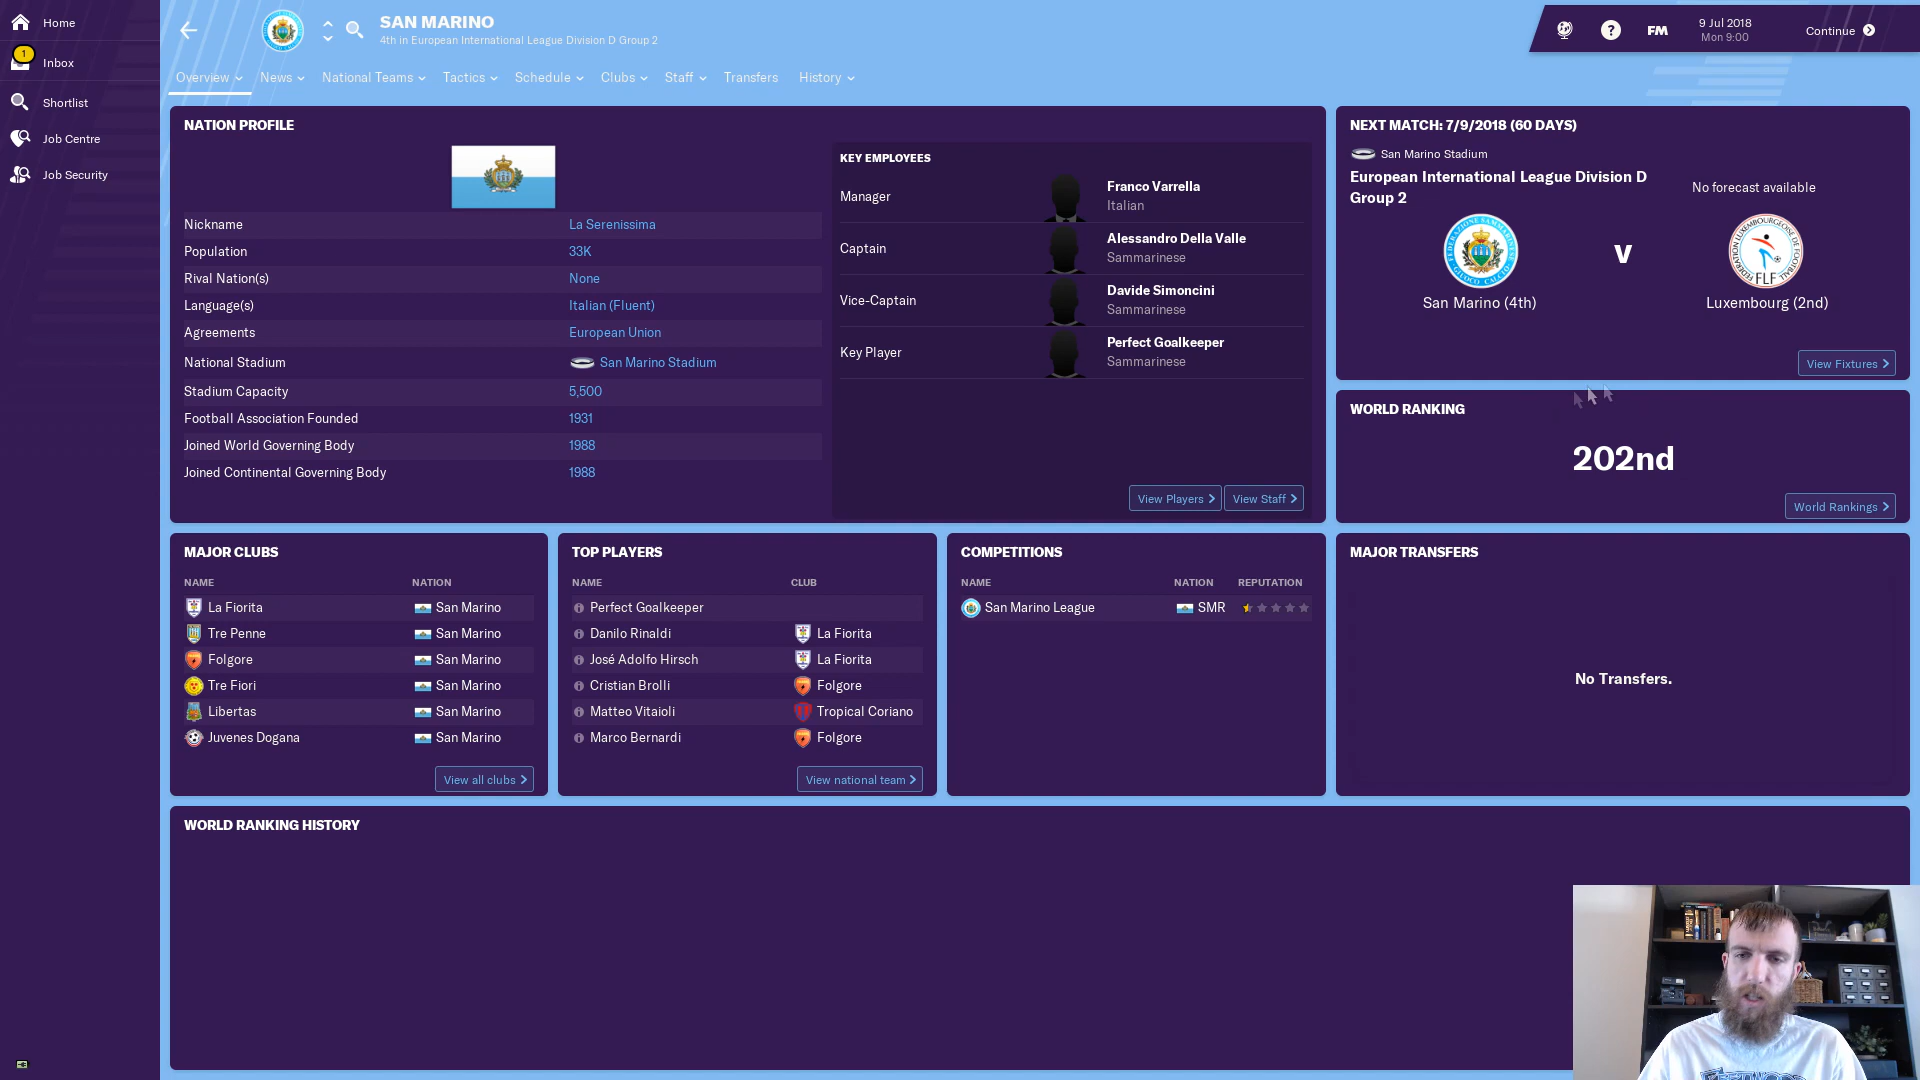 Home
1
Inbox
Shortlist
Job Centre
Job Security
SAN MARINO
4th in European International League Division D Group 2
? FM
9 Jul 2018
Mon 9:00
Continue
Overview News National Teams Tactics Schedule Clubs Staff Transfers History
NATION PROFILE
Nickname La Serenissima
Population 33K
Rival Nation(s) None
Language(s) Italian (Fluent)
Agreements European Union
National Stadium San Marino Stadium
Stadium Capacity 5,500
Football Association Founded 1931
Joined World Governing Body 1988
Joined Continental Governing Body 1988
KEY EMPLOYEES
Manager Franco Varrella
Italian
Captain Alessandro Della Valle
Sammarinese
Vice-Captain Davide Simoncini
Sammarinese
Key Player Perfect Goalkeeper
Sammarinese
View Players View Staff
NEXT MATCH: 7/9/2018 (60 DAYS)
San Marino Stadium
European International League Division D
Group 2
No forecast available
V
FLF
San Marino (4th) Luxembourg (2nd)
View Fixtures
WORLD RANKING
202nd
World Rankings
MAJOR CLUBS
NAME NATION
La Fiorita San Marino
Tre Penne San Marino
Folgore San Marino
Tre Fiori San Marino
Libertas San Marino
Juvenes Dogana San Marino
View all clubs
TOP PLAYERS
NAME CLUB
Perfect Goalkeeper
Danilo Rinaldi La Fiorita
José Adolfo Hirsch La Fiorita
Cristian Brolli Folgore
Matteo Vitaioli Tropical Coriano
Marco Bernardi Folgore
View national team
COMPETITIONS
NAME NATION REPUTATION
San Marino League SMR
MAJOR TRANSFERS
No Transfers.
WORLD RANKING HISTORY